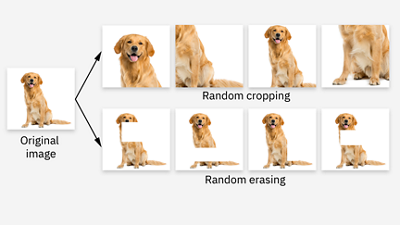 Random cropping
Original
image
Random erasing